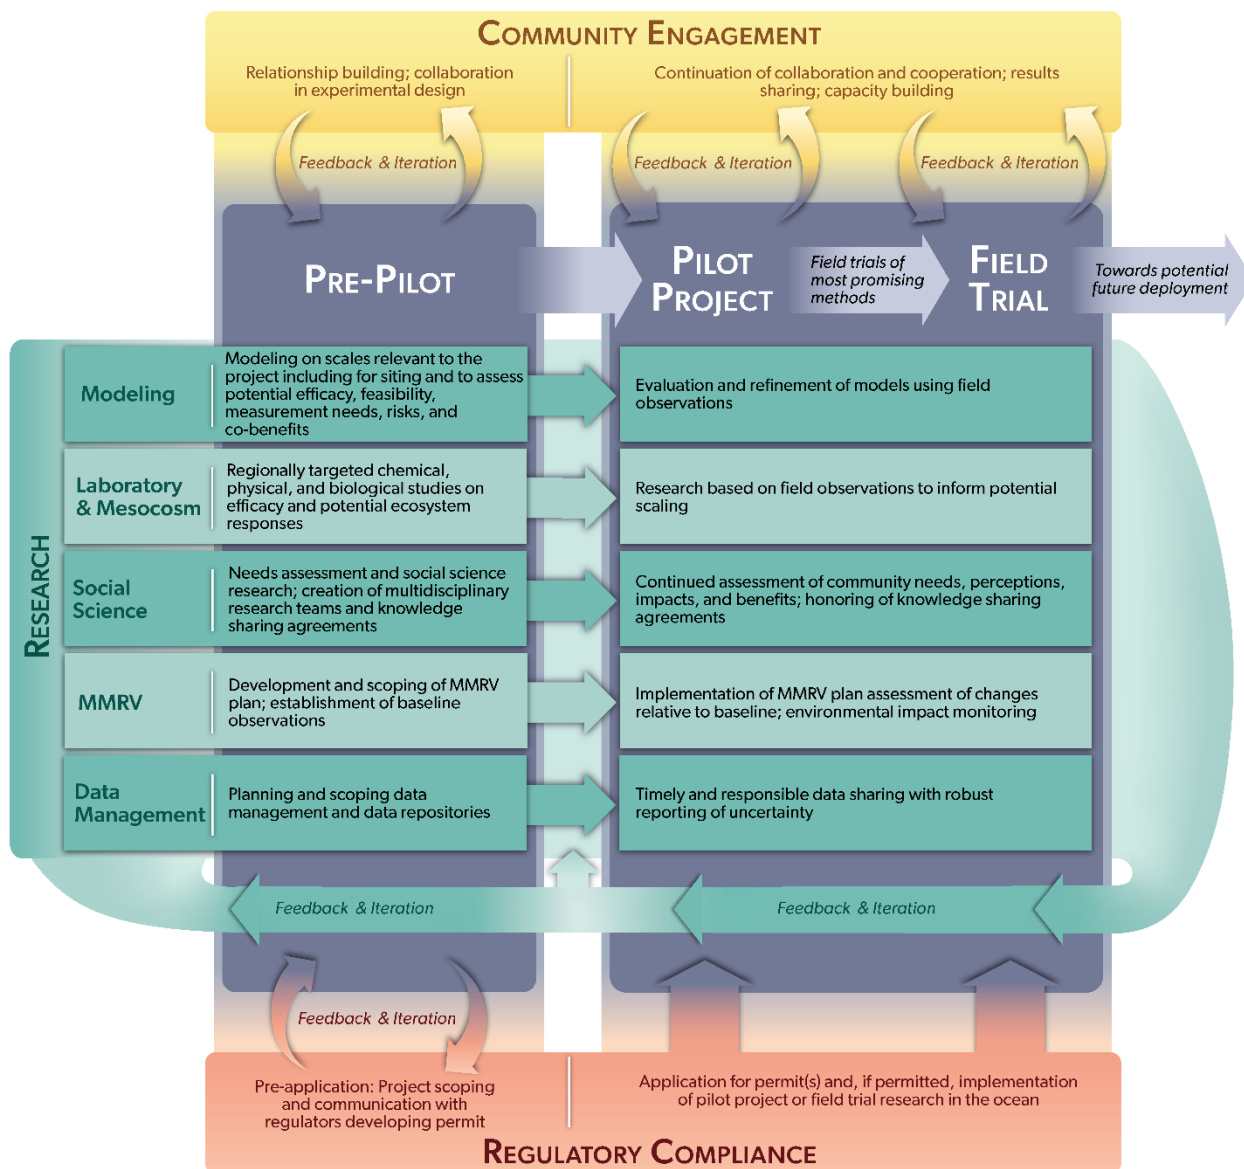 COMMUNITY ENGAGEMENT
Relationship building; collaboration
in experimental design
Continuation of collaboration and cooperation; results
sharing; capacity building
Feedback & Iteration
Feedback & Iteration
Feedback & Iteration
PRE-PILOT
PILOT
PROJECT
Field trials of
most promising
methods
FIELD
TRIAL
Towards potential
future deployment
RESEARCH
Modeling
Modeling on scales relevant to the
project including for siting and to assess
potential efficacy, feasibility,
measurement needs, risks, and
co-benefits
Evaluation and refinement of models using field
observations
Laboratory
& Mesocosm
Regionally targeted chemical,
physical, and biological studies on
efficacy and potential ecosystem
responses
Research based on field observations to inform potential
scaling
Social
Science
Needs assessment and social science
research; creation of multidisciplinary
research teams and knowledge
sharing agreements
Continued assessment of community needs, perceptions,
impacts, and benefits; honoring of knowledge sharing
agreements
MMRV
Development and scoping of MMRV
plan; establishment of baseline
observations
Implementation of MMRV plan assessment of changes
relative to baseline; environmental impact monitoring
Data
Management
Planning and scoping data
management and data repositories
Timely and responsible data sharing with robust
reporting of uncertainty
Feedback & Iteration
Feedback & Iteration
Feedback & Iteration
Pre-application: Project scoping
and communication with
regulators developing permit
Application for permit(s) and, if permitted, implementation
of pilot project or field trial research in the ocean
REGULATORY COMPLIANCE